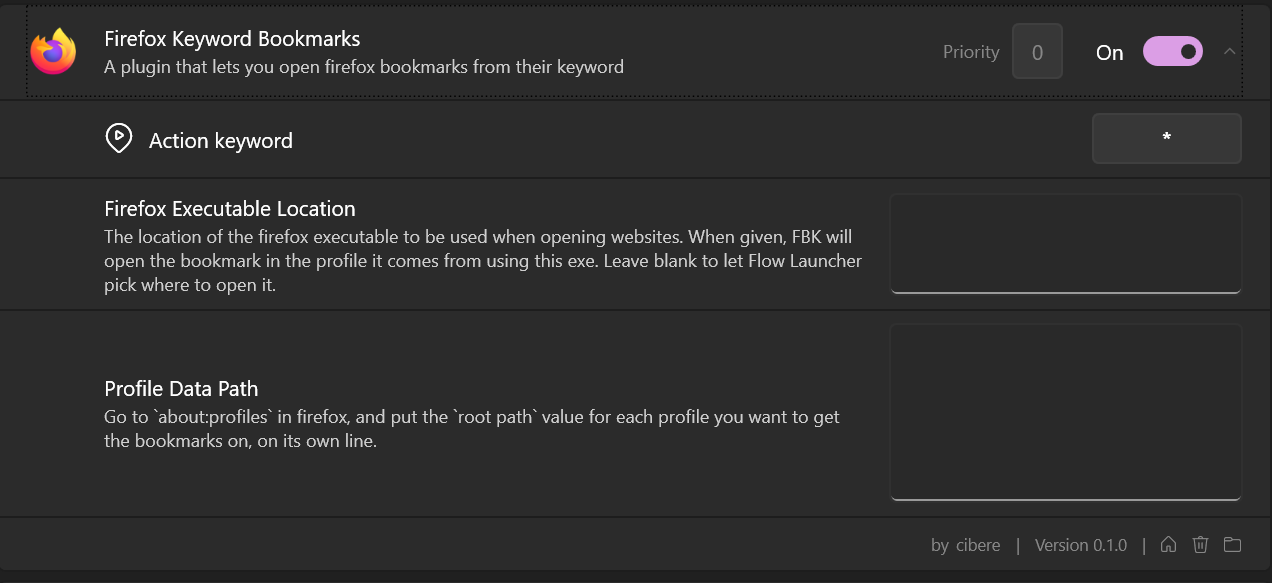 Firefox Keyword Bookmarks
A plugin that lets you open firefox bookmarks from their keyword
Priority 0 On
Action keyword *
Firefox Executable Location
The location of the firefox executable to be used when opening websites. When given, FBK will
open the bookmark in the profile it comes from using this exe. Leave blank to let Flow Launcher
pick where to open it.
Profile Data Path
Go to `about:profiles` in firefox, and put the `root path` value for each profile you want to get
the bookmarks on, on its own line.
by cibere | Version 0.1.0 |